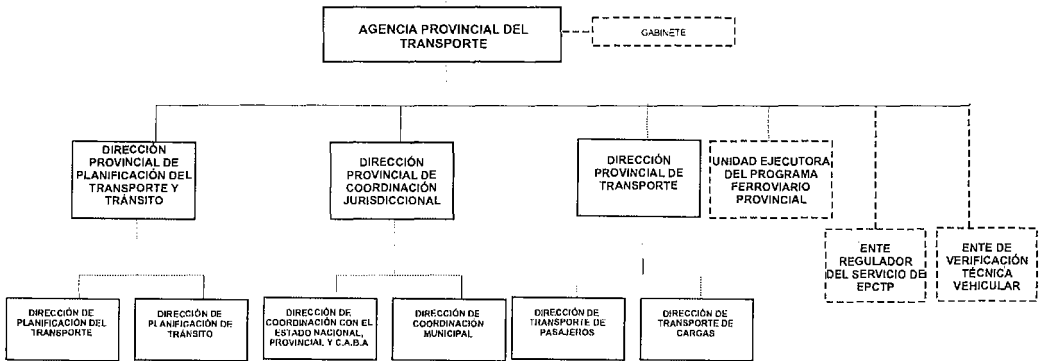 AGENCIA PROVINCIAL DEL
TRANSPORTE
GABINETE
DIRECCIÓN
PROVINCIAL DE
PLANIFICACIÓN DEL
TRANSPORTE Y
TRÁNSITO
DIRECCIÓN
PROVINCIAL DE
COORDINACIÓN
JURISDICCIONAL
DIRECCIÓN
PROVINCIAL DE
TRANSPORTE
UNIDAD EJECUTORA
DEL PROGRAMA
FERROVIARIO
PROVINCIAL
ENTE
REGULADOR
DEL SERVICIO DE
EPCTP
ENTE DE
VERIFICACIÓN
TÉCNICA
VEHICULAR
DIRECCIÓN DE
PLANIFICACIÓN DEL
TRANSPORTE
DIRECCIÓN DE
PLANIFICACIÓN DE
TRÁNSITO
DIRECCIÓN DE
COORDINACIÓN CON EL
ESTADO NACIONAL,
PROVINCIAL Y C.A.B.A
DIRECCIÓN DE
COORDINACIÓN
MUNICIPAL
DIRECCIÓN DE
TRANSPORTE DE
PASAJEROS
DIRECCIÓN DE
TRANSPORTE DE
CARGAS